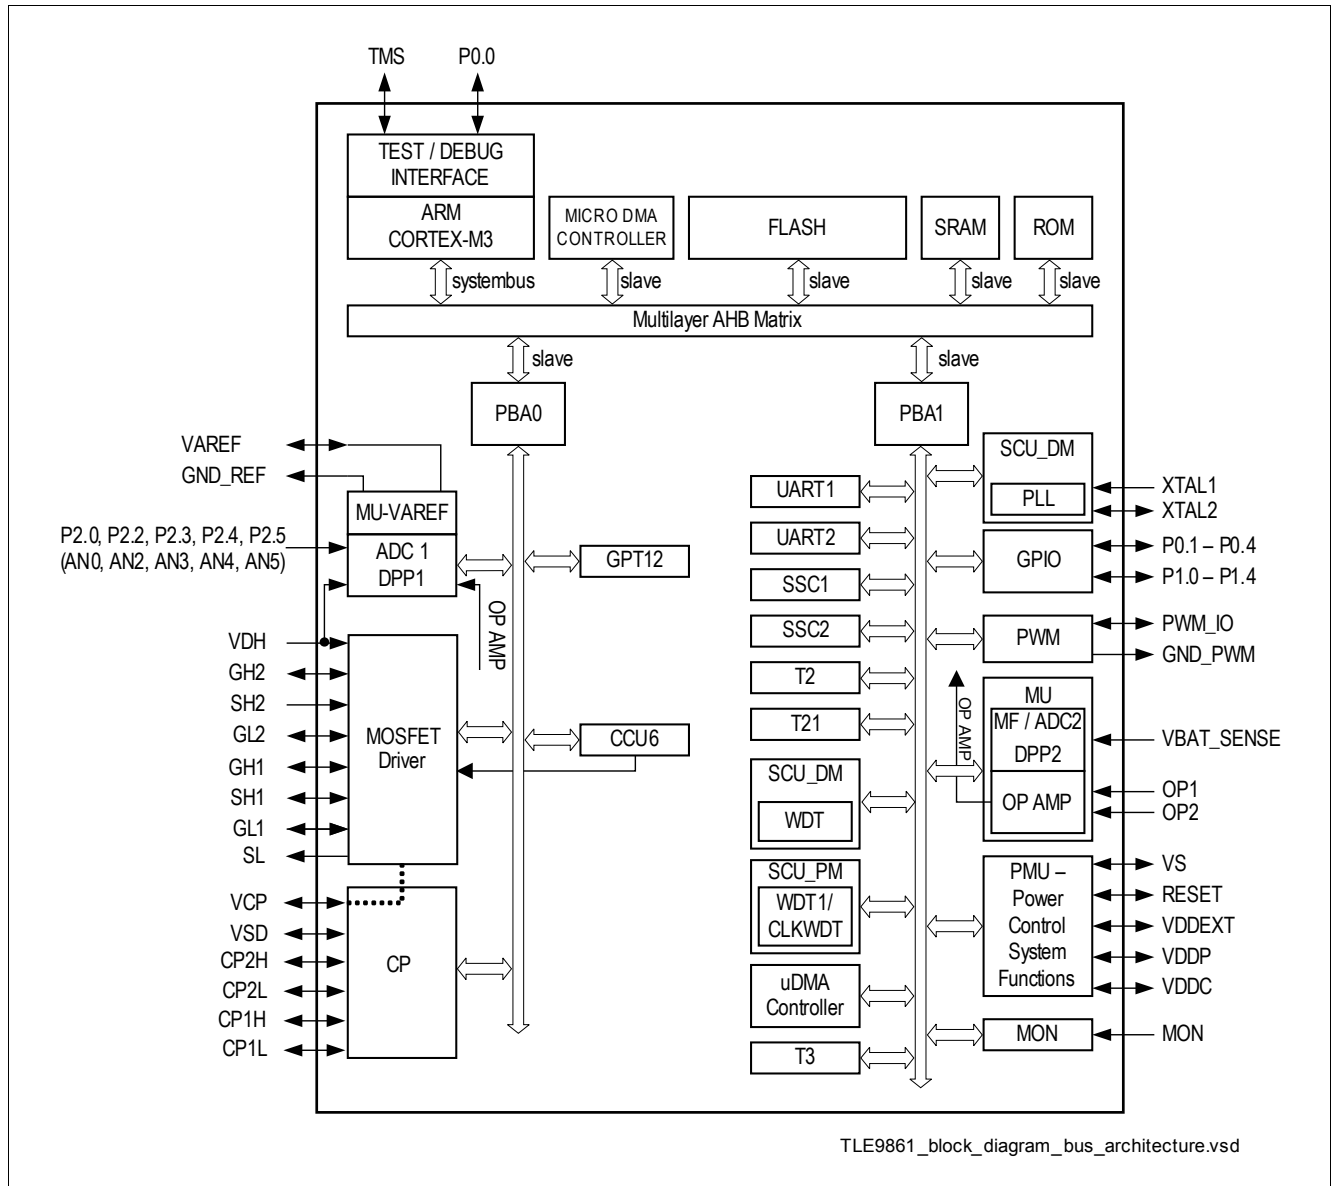 TMS
P0.0
TEST / DEBUG
INTERFACE
ARM
CORTEX-M3
MICRO DMA
CONTROLLER
FLASH
SRAM
ROM
systembus
slave
slave
slave
slave
Multilayer AHB Matrix
slave
slave
PBA0
PBA1
VAREF
GND_REF
MU-VAREF
P2.0, P2.2, P2.3, P2.4, P2.5
(AN0, AN2, AN3, AN4, AN5)
ADC 1
DPP1
GPT12
OP AMP
VDH
GH2
SH2
GL2
GH1
SH1
GL1
SL
MOSFET
Driver
CCU6
VCP
VSD
CP2H
CP2L
CP1H
CP1L
CP
UART1
UART2
SSC1
SSC2
T2
T21
SCU_DM
WDT
SCU_PM
WDT1/
CLKWDT
uDMA
Controller
T3
SCU_DM
PLL
XTAL1
XTAL2
GPIO
P0.1 – P0.4
P1.0 – P1.4
PWM
PWM_IO
GND_PWM
OP AMP
MU
MF / ADC2
DPP2
OP AMP
VBAT_SENSE
OP1
OP2
PMU –
Power
Control
System
Functions
VS
RESET
VDDEXT
VDDP
VDDC
MON
MON
TLE9861_block_diagram_bus_architecture.vsd